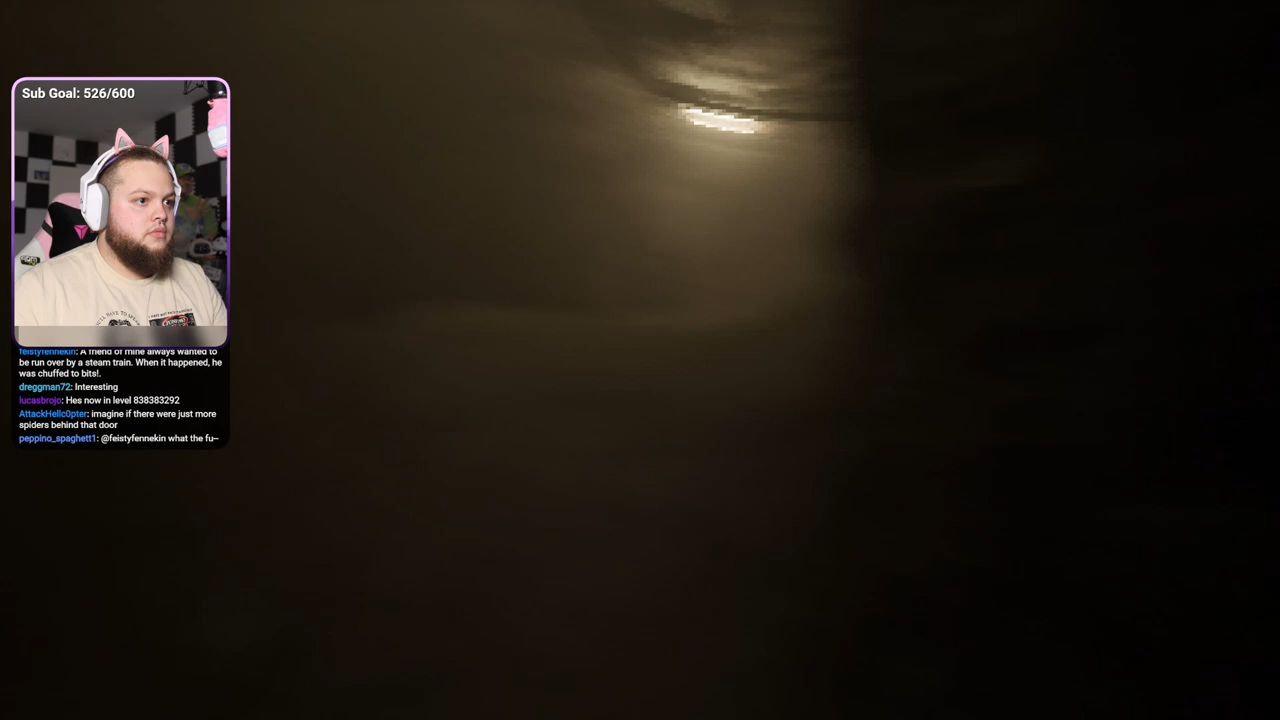 Sub Goal: 526/600
feistyfennekin: A friend of mine always wanted to
be run over by a steam train. When it happened, he
was chuffed to bits!.
dreggman72: Interesting
lucasbrojo: Hes now in level 838383292
AttackHelic0pter: imagine if there were just more
spiders behind that door
peppino_spaghett1: @feistyfennekin what the fu–